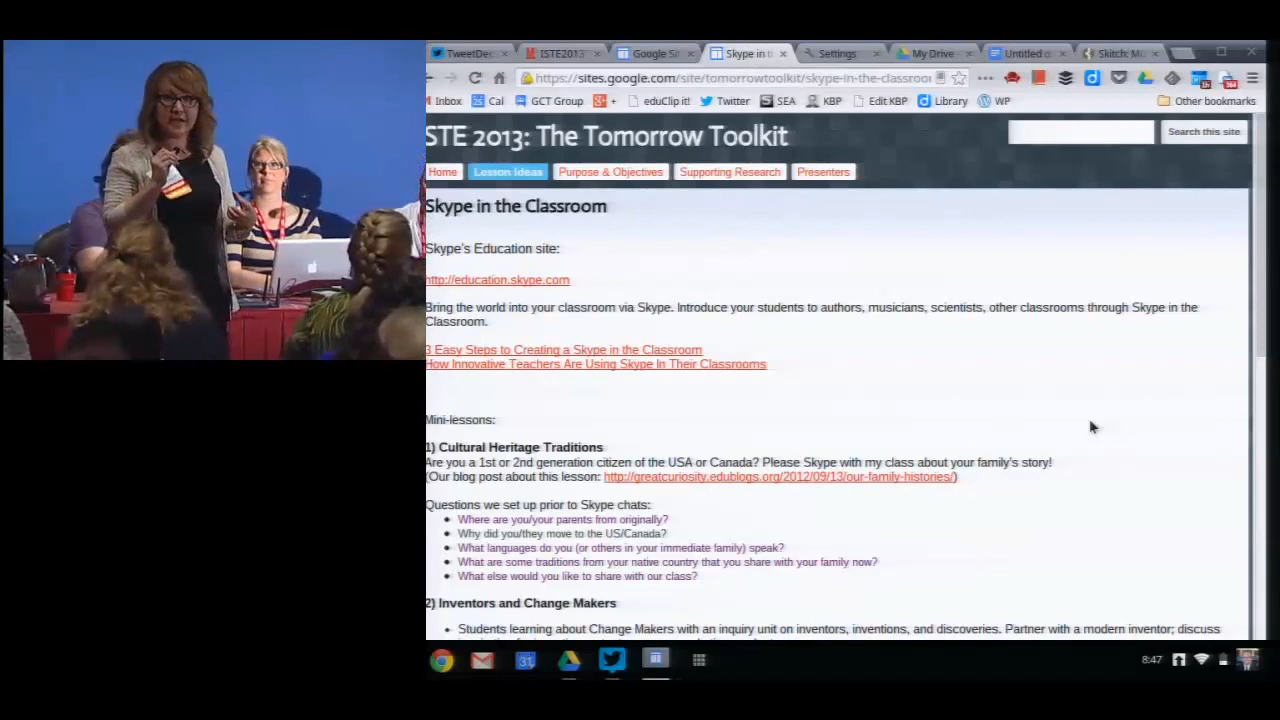 TweetDe
ISTE2013
Google Sit
Skype in t
Settings
My Drive
Untitled d
Skitch: M
https://sites.google.com/site/tomorrowtoolkit/skype-in-the-classroo
Inbox
Cal
GCT Group
eduClip it!
Twitter
SEA
KBP
Edit KBP
Library
WP
Other bookmarks
STE 2013: The Tomorrow Toolkit
Search this site
Home
Lesson Ideas
Purpose & Objectives
Supporting Research
Presenters
Skype in the Classroom
Skype's Education site:
http://education.skype.com
Bring the world into your classroom via Skype. Introduce your students to authors, musicians, scientists, other classrooms through Skype in the
Classroom.
3 Easy Steps to Creating a Skype in the Classroom
How Innovative Teachers Are Using Skype In Their Classrooms
Mini-lessons:
1) Cultural Heritage Traditions
Are you a 1st or 2nd generation citizen of the USA or Canada? Please Skype with my class about your family's story!
(Our blog post about this lesson: http://greatcuriosity.edublogs.org/2012/09/13/our-family-histories/)
Questions we set up prior to Skype chats:
Where are you/your parents from originally?
Why did you/they move to the US/Canada?
What languages do you (or others in your immediate family) speak?
What are some traditions from your native country that you share with your family now?
What else would you like to share with our class?
2) Inventors and Change Makers
Students learning about Change Makers with an inquiry unit on inventors, inventions, and discoveries. Partner with a modern inventor; discuss
31
8:47